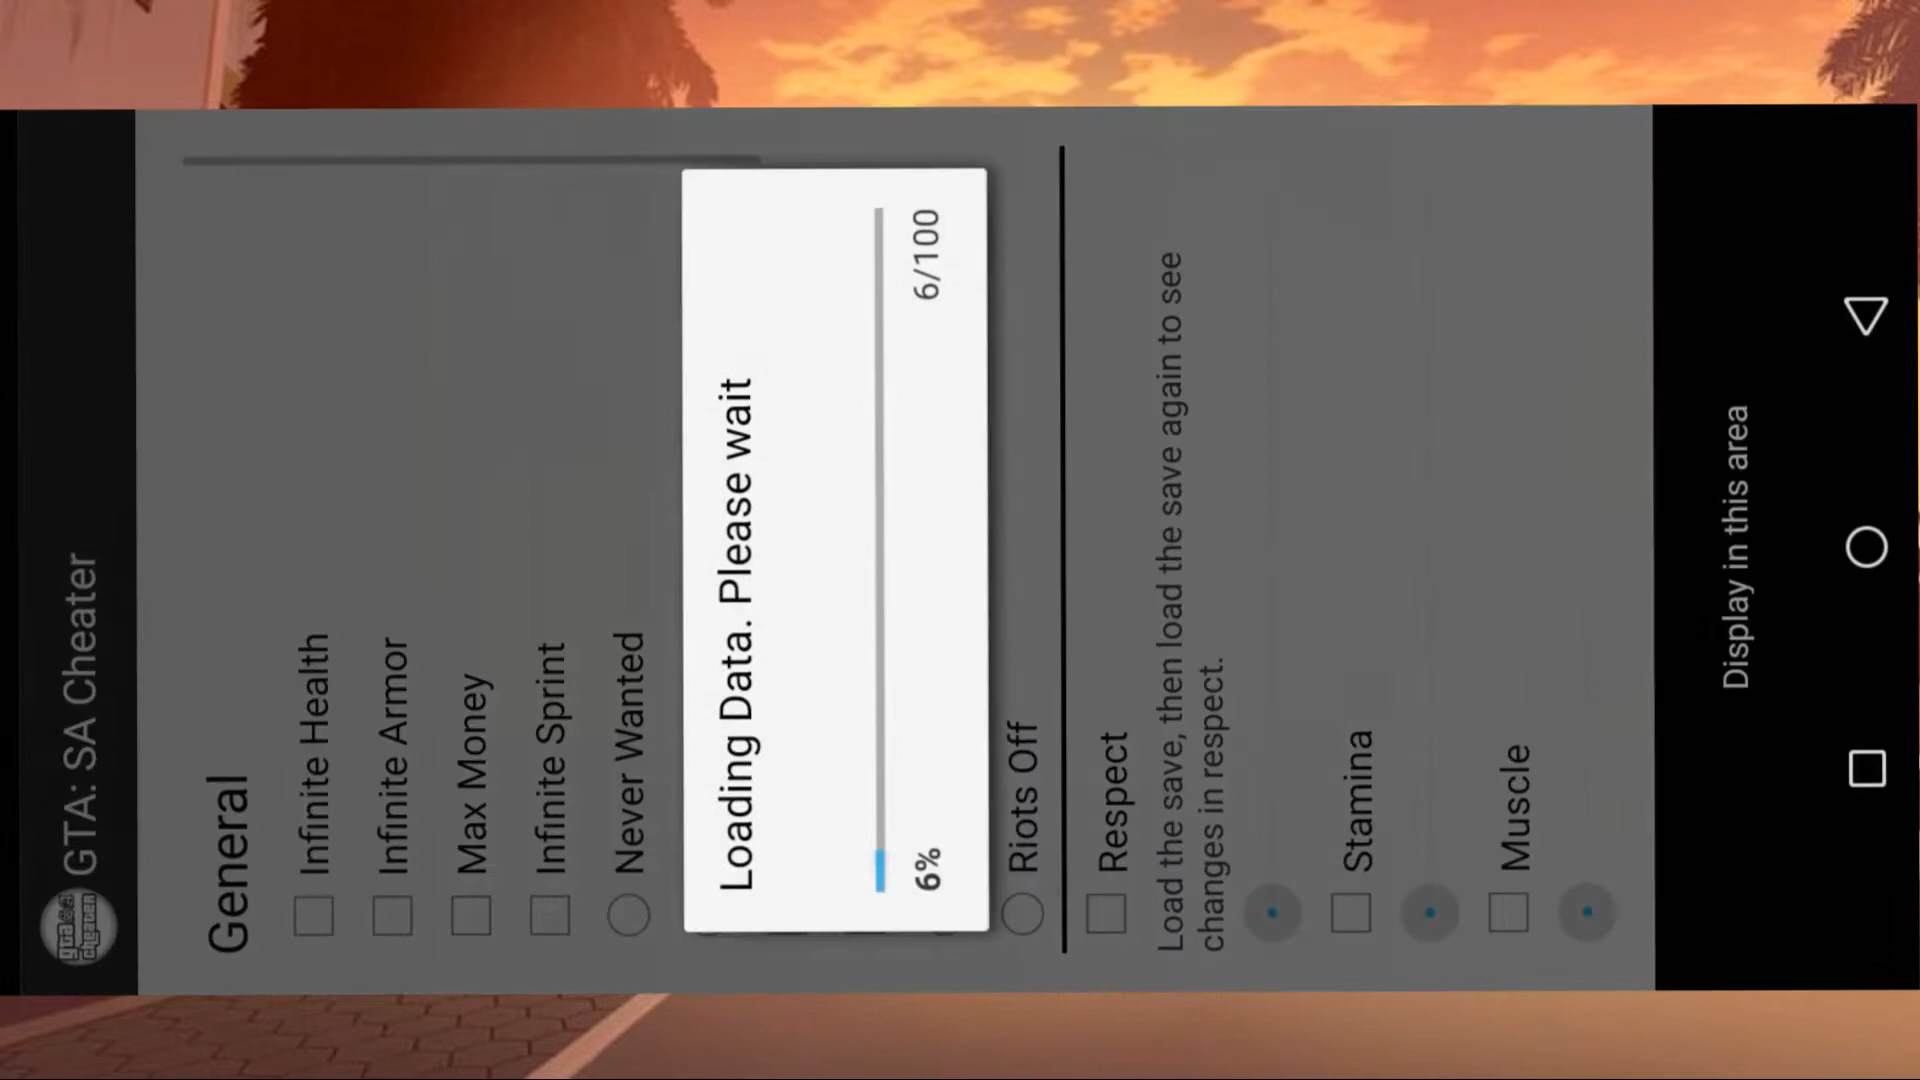 gtasa
cheater
GTA: SA Cheater
General
Infinite Health
Infinite Armor
Max Money
Infinite Sprint
Never Wanted
Loading Data. Please wait
6%
6/100
Riots Off
Respect
Load the save, then load the save again to see
changes in respect.
Stamina
Muscle
Display in this area